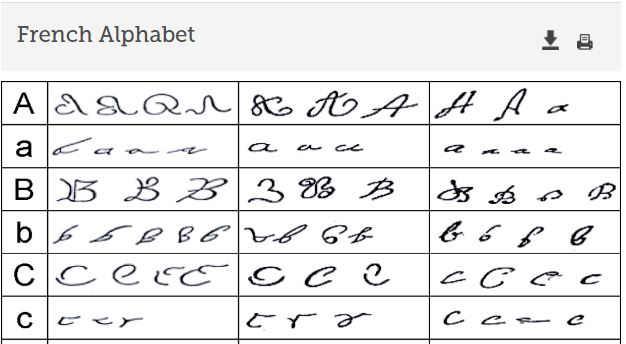 French Alphabet
A A A A A A A A A A A
a a a a a a a a a a a a
B B B B B B B B B B B
b b b b b b b b b b b b b b
C C C C C C C C C C C C
c c c c c c c c c c c